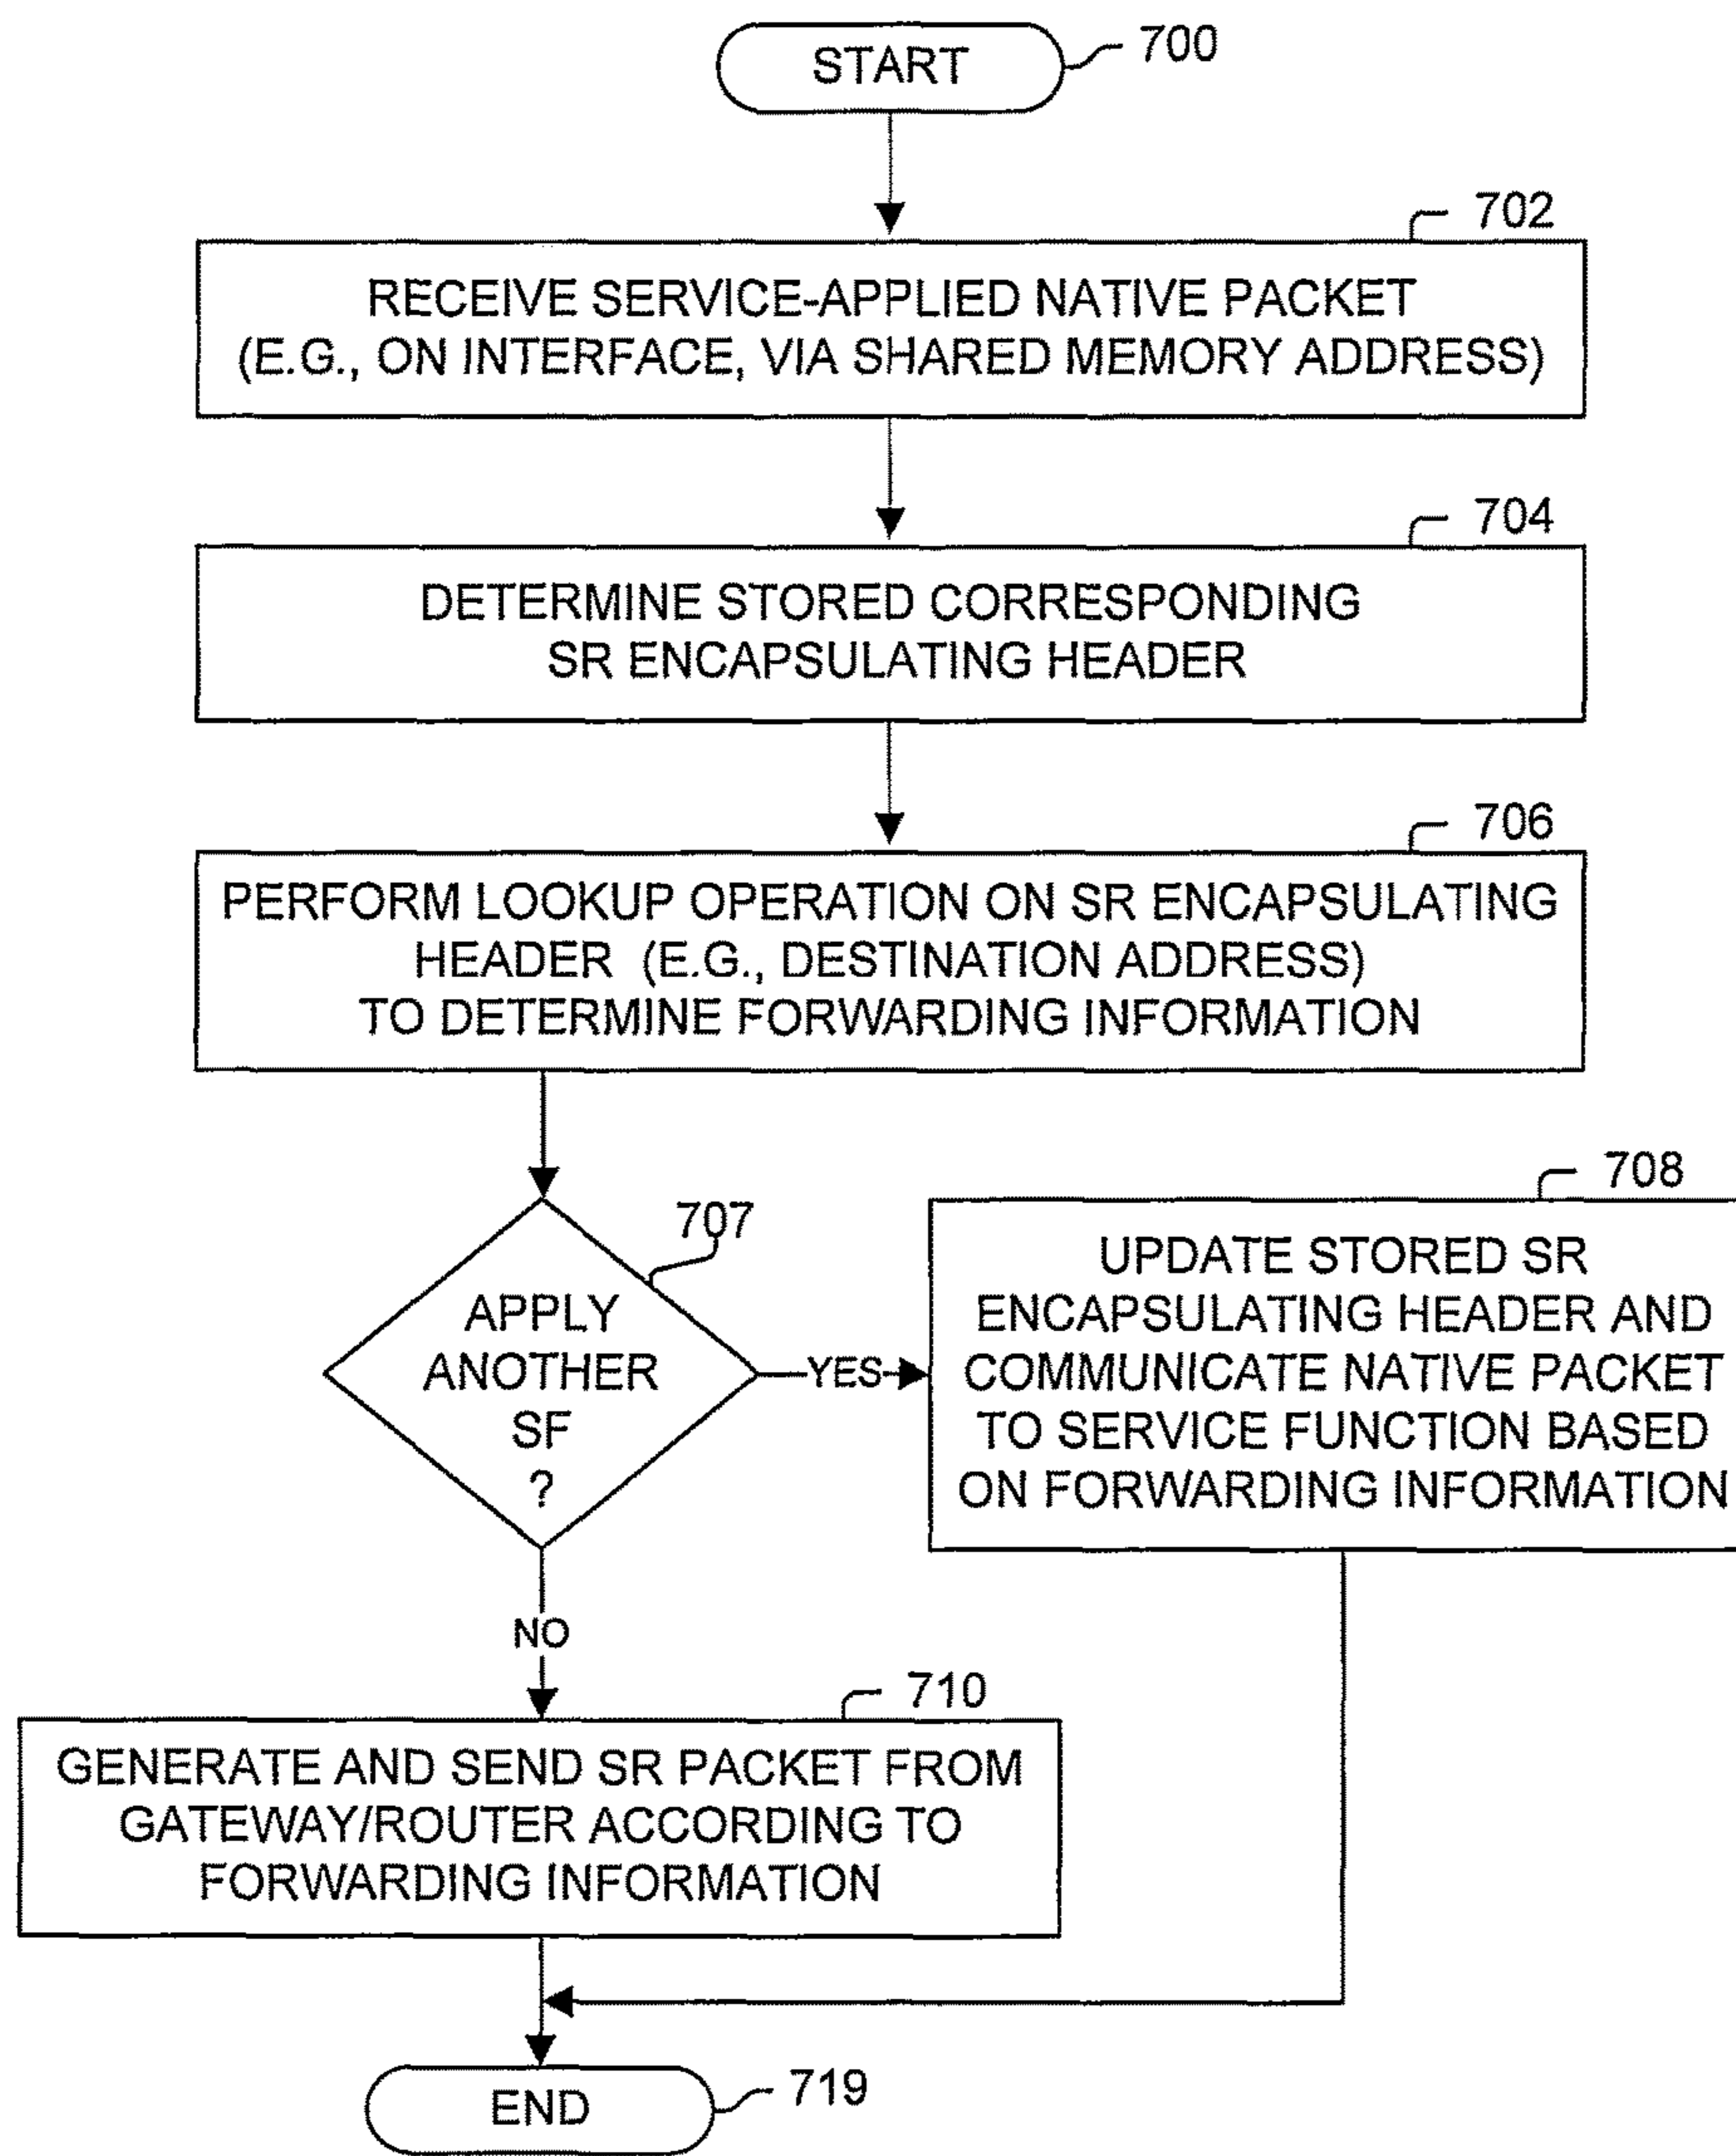 START
700
702
RECEIVE SERVICE-APPLIED NATIVE PACKET
(E.G., ON INTERFACE, VIA SHARED MEMORY ADDRESS)
704
DETERMINE STORED CORRESPONDING
SR ENCAPSULATING HEADER
706
PERFORM LOOKUP OPERATION ON SR ENCAPSULATING
HEADER (E.G., DESTINATION ADDRESS)
TO DETERMINE FORWARDING INFORMATION
707
APPLY
ANOTHER
SF
?
YES
708
UPDATE STORED SR
ENCAPSULATING HEADER AND
COMMUNICATE NATIVE PACKET
TO SERVICE FUNCTION BASED
ON FORWARDING INFORMATION
NO
710
GENERATE AND SEND SR PACKET FROM
GATEWAY/ROUTER ACCORDING TO
FORWARDING INFORMATION
END
719